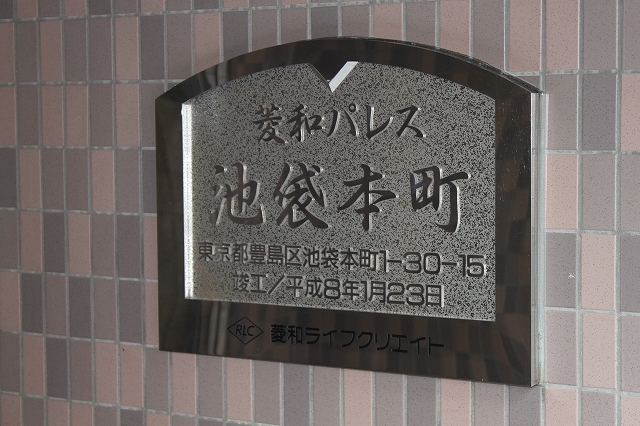 菱和パレス
池袋本町
東京都豊島区池袋本町1-30-15
竣工/平成8年1月23日
RLC 菱和ライフクリエイト